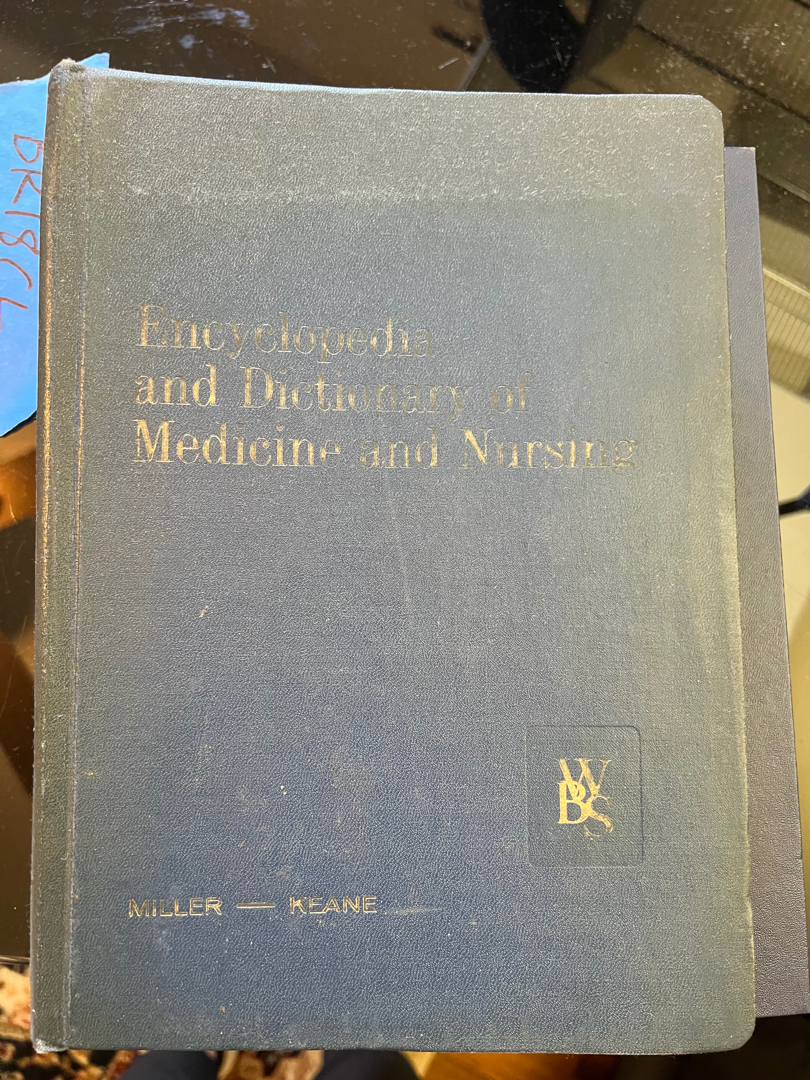 Encyclopedia
and Dictionary of
Medicine and Nursing
WBS
MILLER — KEANE